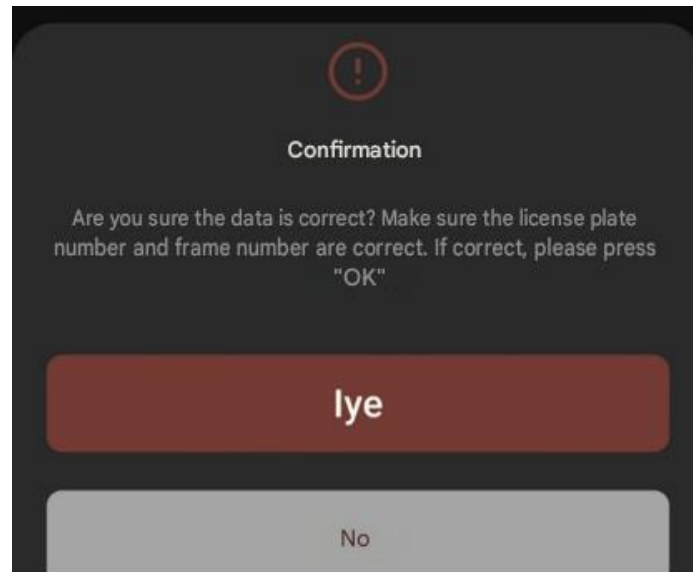 Confirmation
Are you sure the data is correct? Make sure the license plate
number and frame number are correct. If correct, please press
"OK"
Iye
No